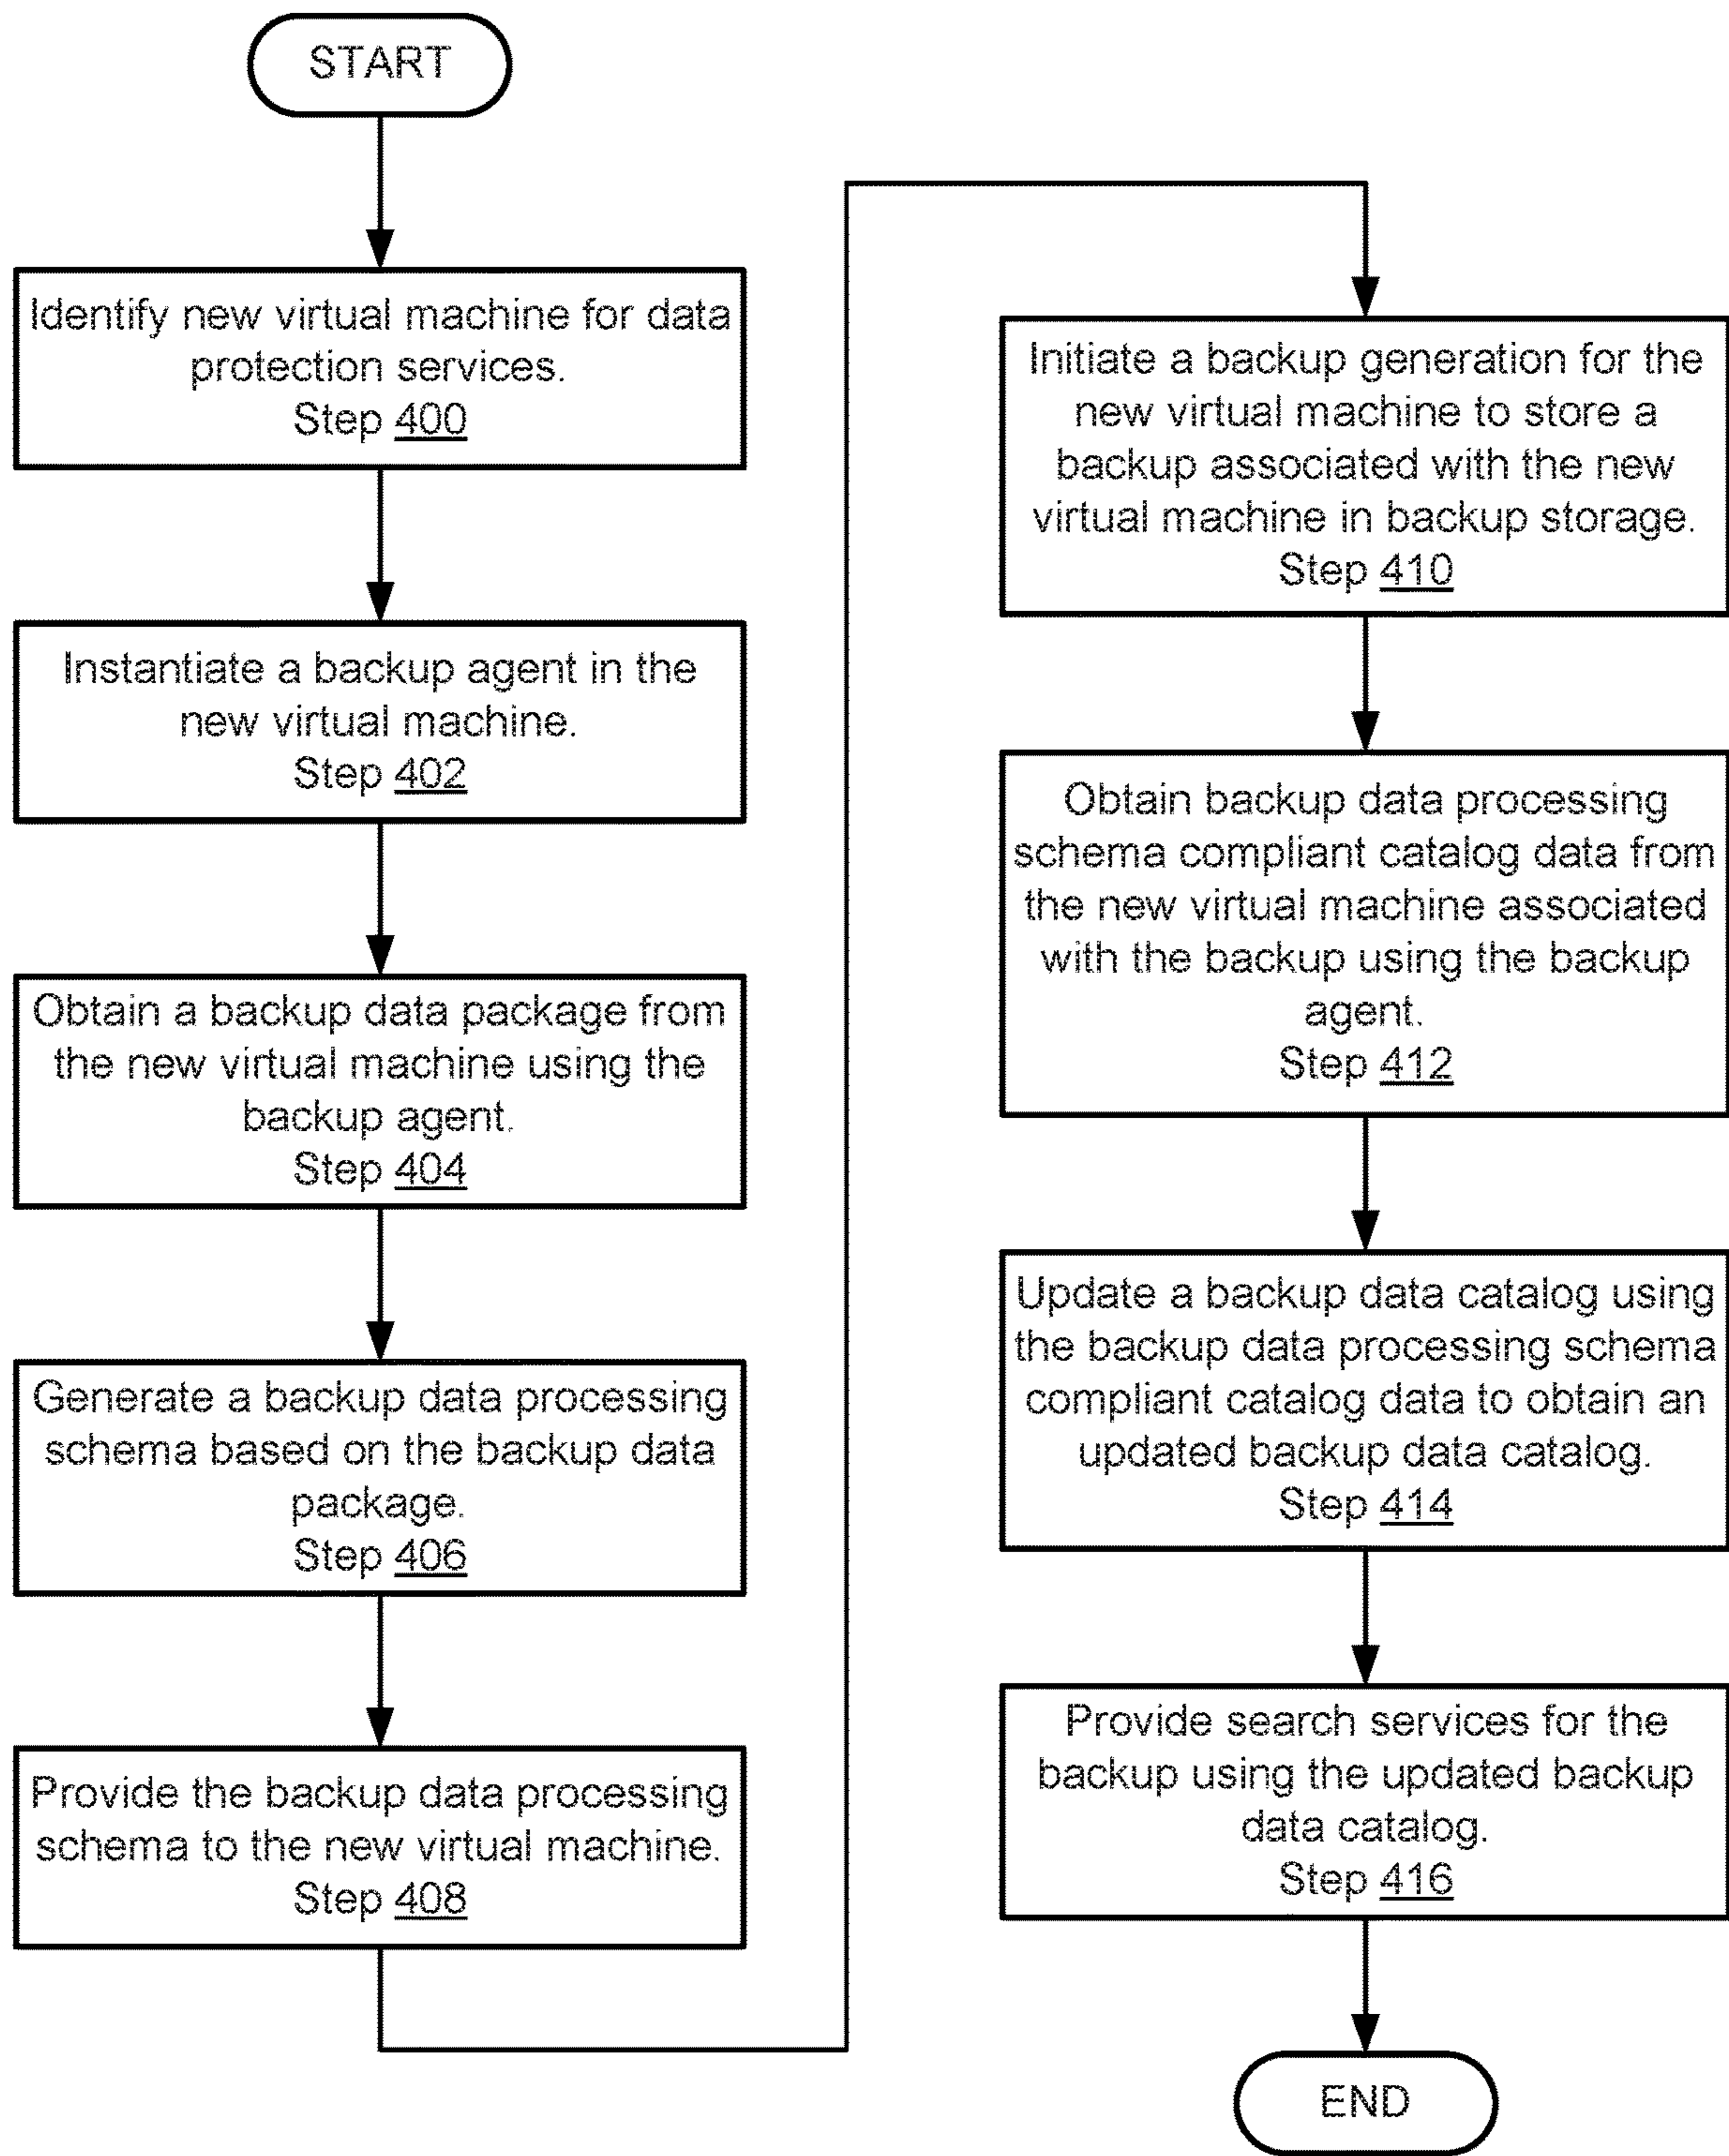 START
Identify new virtual machine for data
protection services.
Step 400
Instantiate a backup agent in the
new virtual machine.
Step 402
Obtain a backup data package from
the new virtual machine using the
backup agent.
Step 404
Generate a backup data processing
schema based on the backup data
package.
Step 406
Provide the backup data processing
schema to the new virtual machine.
Step 408
Initiate a backup generation for the
new virtual machine to store a
backup associated with the new
virtual machine in backup storage.
Step 410
Obtain backup data processing
schema compliant catalog data from
the new virtual machine associated
with the backup using the backup
agent.
Step 412
Update a backup data catalog using
the backup data processing schema
compliant catalog data to obtain an
updated backup data catalog.
Step 414
Provide search services for the
backup using the updated backup
data catalog.
Step 416
END